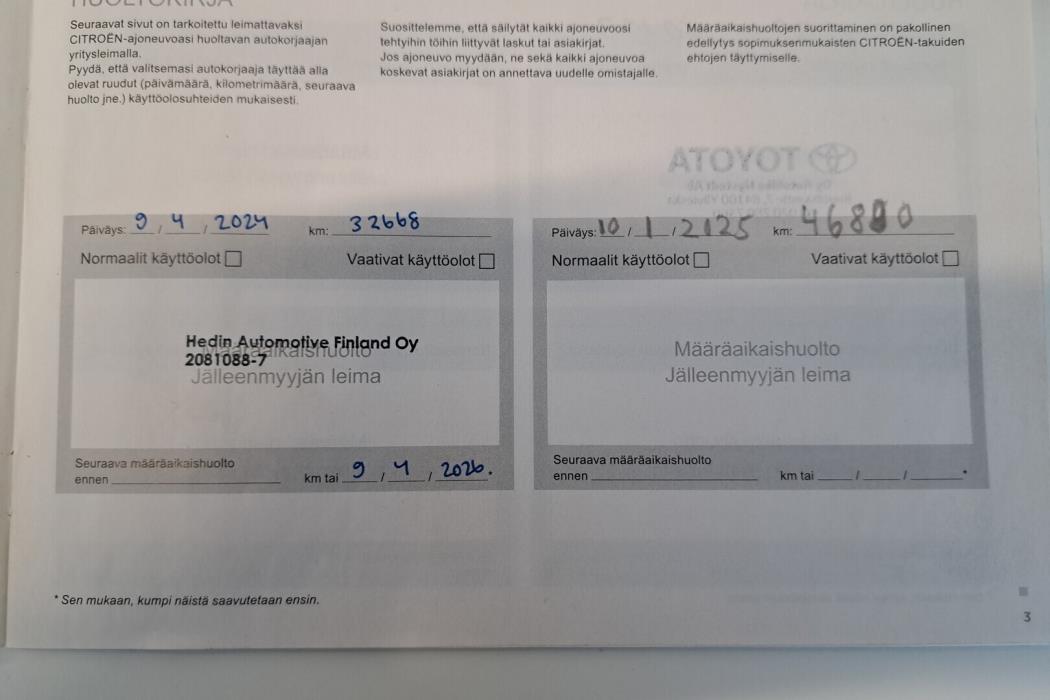 HUOLTOKIRJA
Seuraavat sivut on tarkoitettu leimattavaksi
CITROËN-ajoneuvoasi huoltavan autokorjaajan
yritysleimalla.
Pyydä, että valitsemasi autokorjaaja täyttää alla
olevat ruudut (päivämäärä, kilometrimäärä, seuraava
huolto jne.) käyttöolosuhteiden mukaisesti.
Suosittelemme, että säilytät kaikki ajoneuvoosi
tehtyihin töihin liittyvät laskut tai asiakirjat.
Jos ajoneuvo myydään, ne sekä kaikki ajoneuvoa
koskevat asiakirjat on annettava uudelle omistajalle.
Määräaikaishuoltojen suorittaminen on pakollinen
edellytys sopimuksenmukaisten CITROËN-takuiden
ehtojen täyttymiselle.
TOYOTA
Päiväys: 9 / 4 / 2024 km: 32668
Normaalit käyttöolot Vaativat käyttöolot
Hedin Automotive Finland Oy
Määräaikaishuolto
2081088-7
Jälleenmyyjän leima
Seuraava määräaikaishuolto
ennen km tai 9 / 4 / 2026.
Päiväys: 10 / 1 / 2125 km:
Normaalit käyttöolot Vaativat käyttöolot
Määräaikaishuolto
Jälleenmyyjän leima
Seuraava määräaikaishuolto
ennen km tai / / *
* Sen mukaan, kumpi näistä saavutetaan ensin.
3